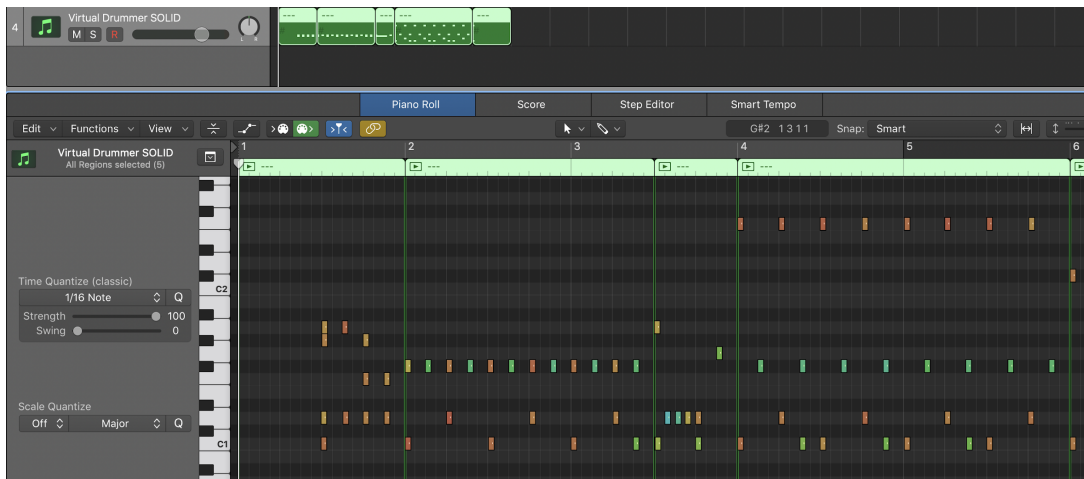 4 Virtual Drummer SOLID
M S R
L R
--- --- --- --- ---
Piano Roll Score Step Editor Smart Tempo
Edit Functions View G#2 1 3 1 1 Snap: Smart
Virtual Drummer SOLID
All Regions selected (5)
1 2 3 4 5 6
--- --- --- ---
Time Quantize (classic)
1/16 Note Q
Strength 100
Swing 0
Scale Quantize
Off Major Q
C2
C1